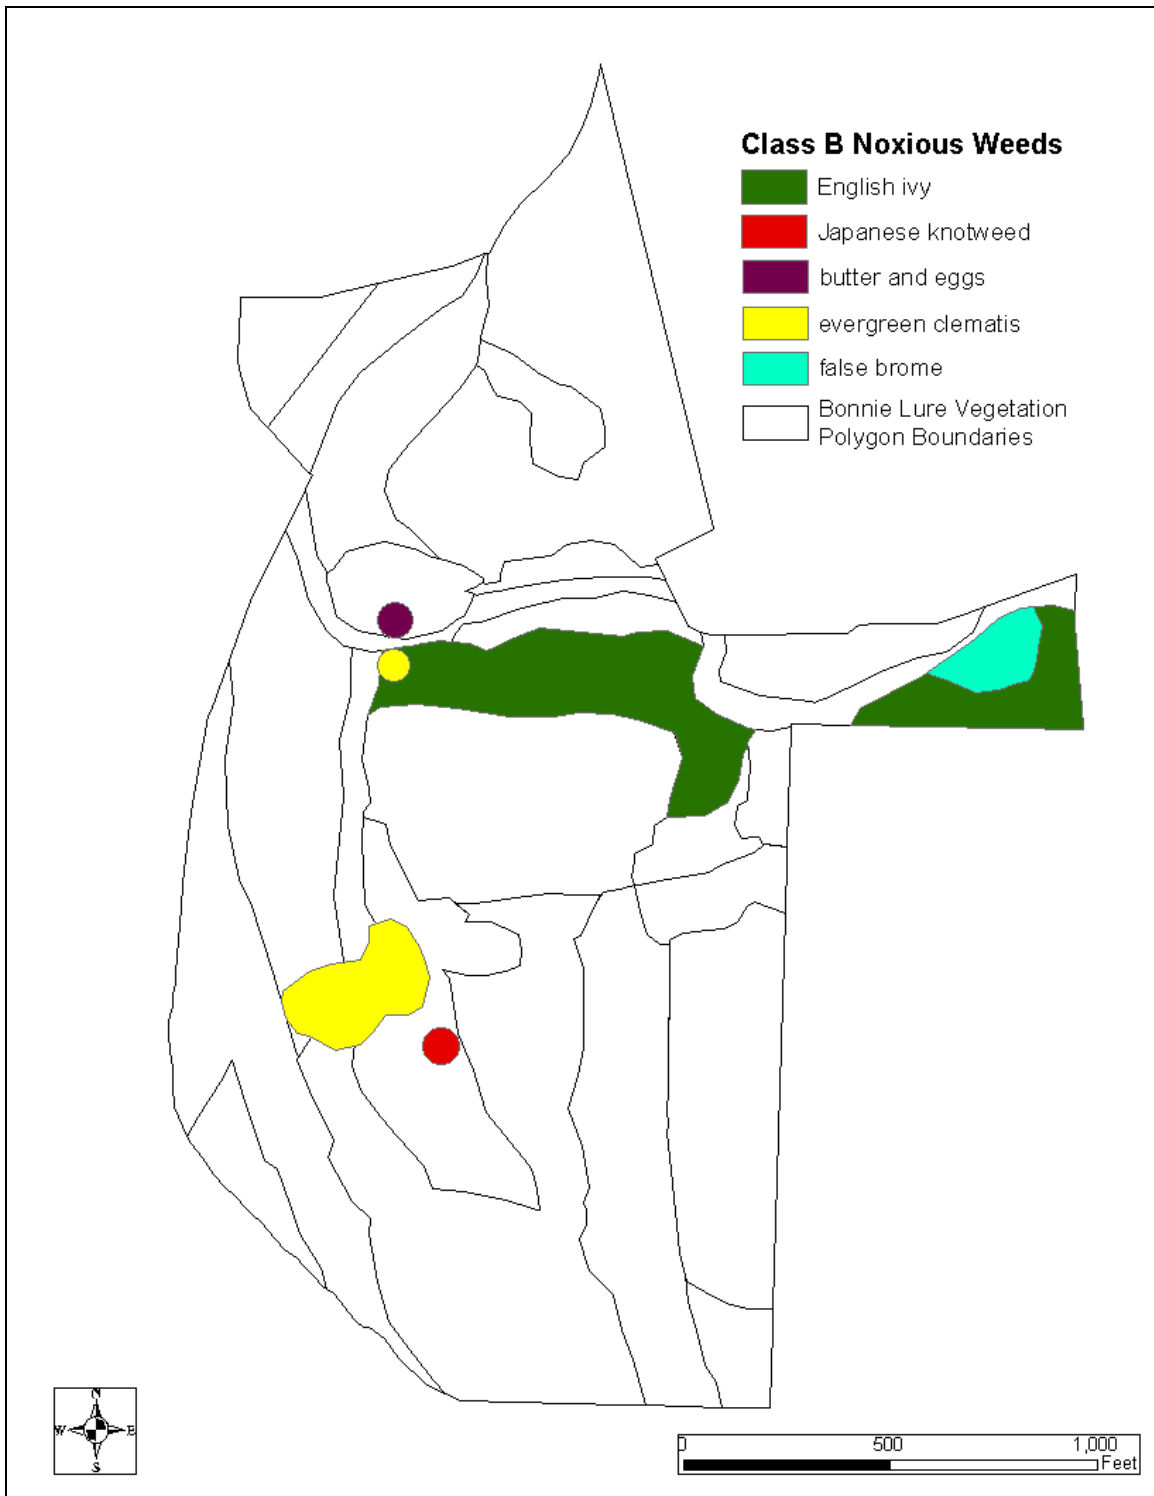 Class B Noxious Weeds
English ivy
Japanese knotweed
butter and eggs
evergreen clematis
false brome
Bonnie Lure Vegetation
Polygon Boundaries
N
W E
S
0 500 1,000
Feet